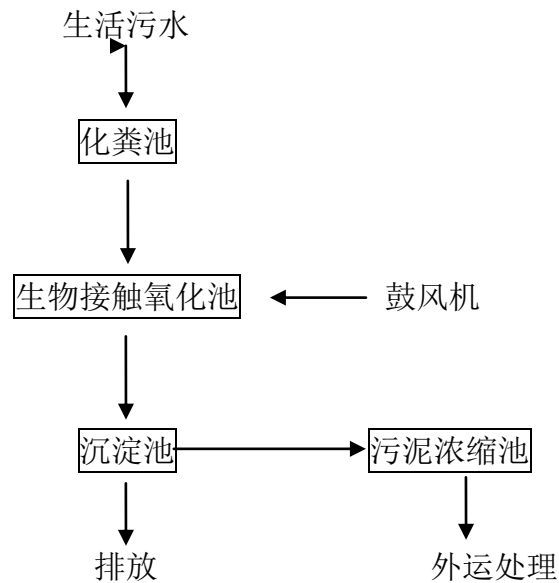 生活污水
化粪池
生物接触氧化池
鼓风机
沉淀池
污泥浓缩池
排放
外运处理